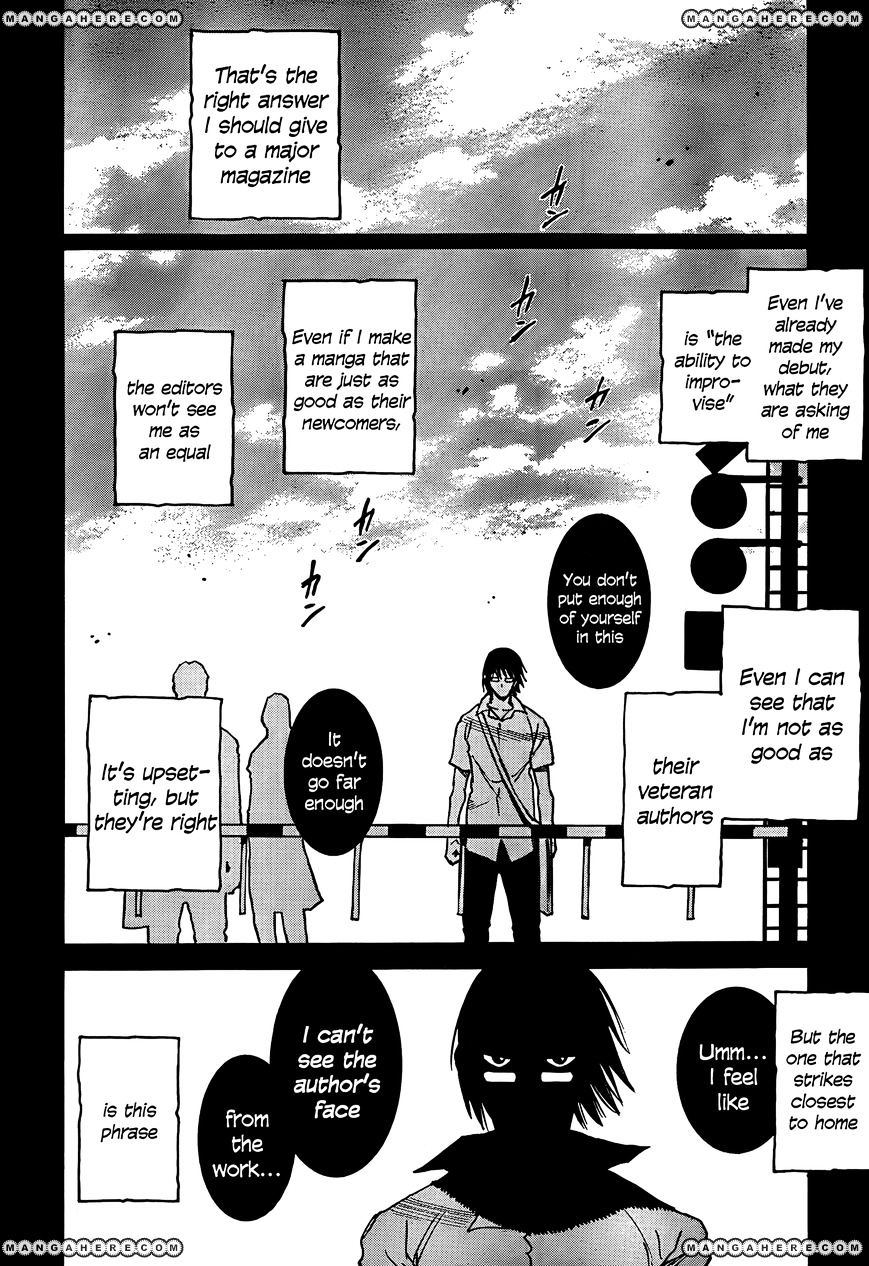 MANGAHERE.COM
MANGAHERE.COM
That's the
right answer
I should give
to a major
magazine
カ
ン
Even I've
already
made my
debut,
what they
are asking
of me
is "the
ability to
impro-
vise"
カ
ン
カ
ン
Even if I make
a manga that
are just as
good as their
newcomers,
the editors
won't see
me as
an equal
カ
ン
カ
ン
You don't
put enough
of yourself
in this
Even I can
see that
I'm not as
good as
their
veteran
authors
It
doesn't
go far
enough
It's upset-
ting, but
they're right
But the
one that
strikes
closest
to home
Umm...
I feel
like
I can't
see the
author's
face
from
the
work...
is this
phrase
MANGAHERE.COM
MANGAHERE.COM